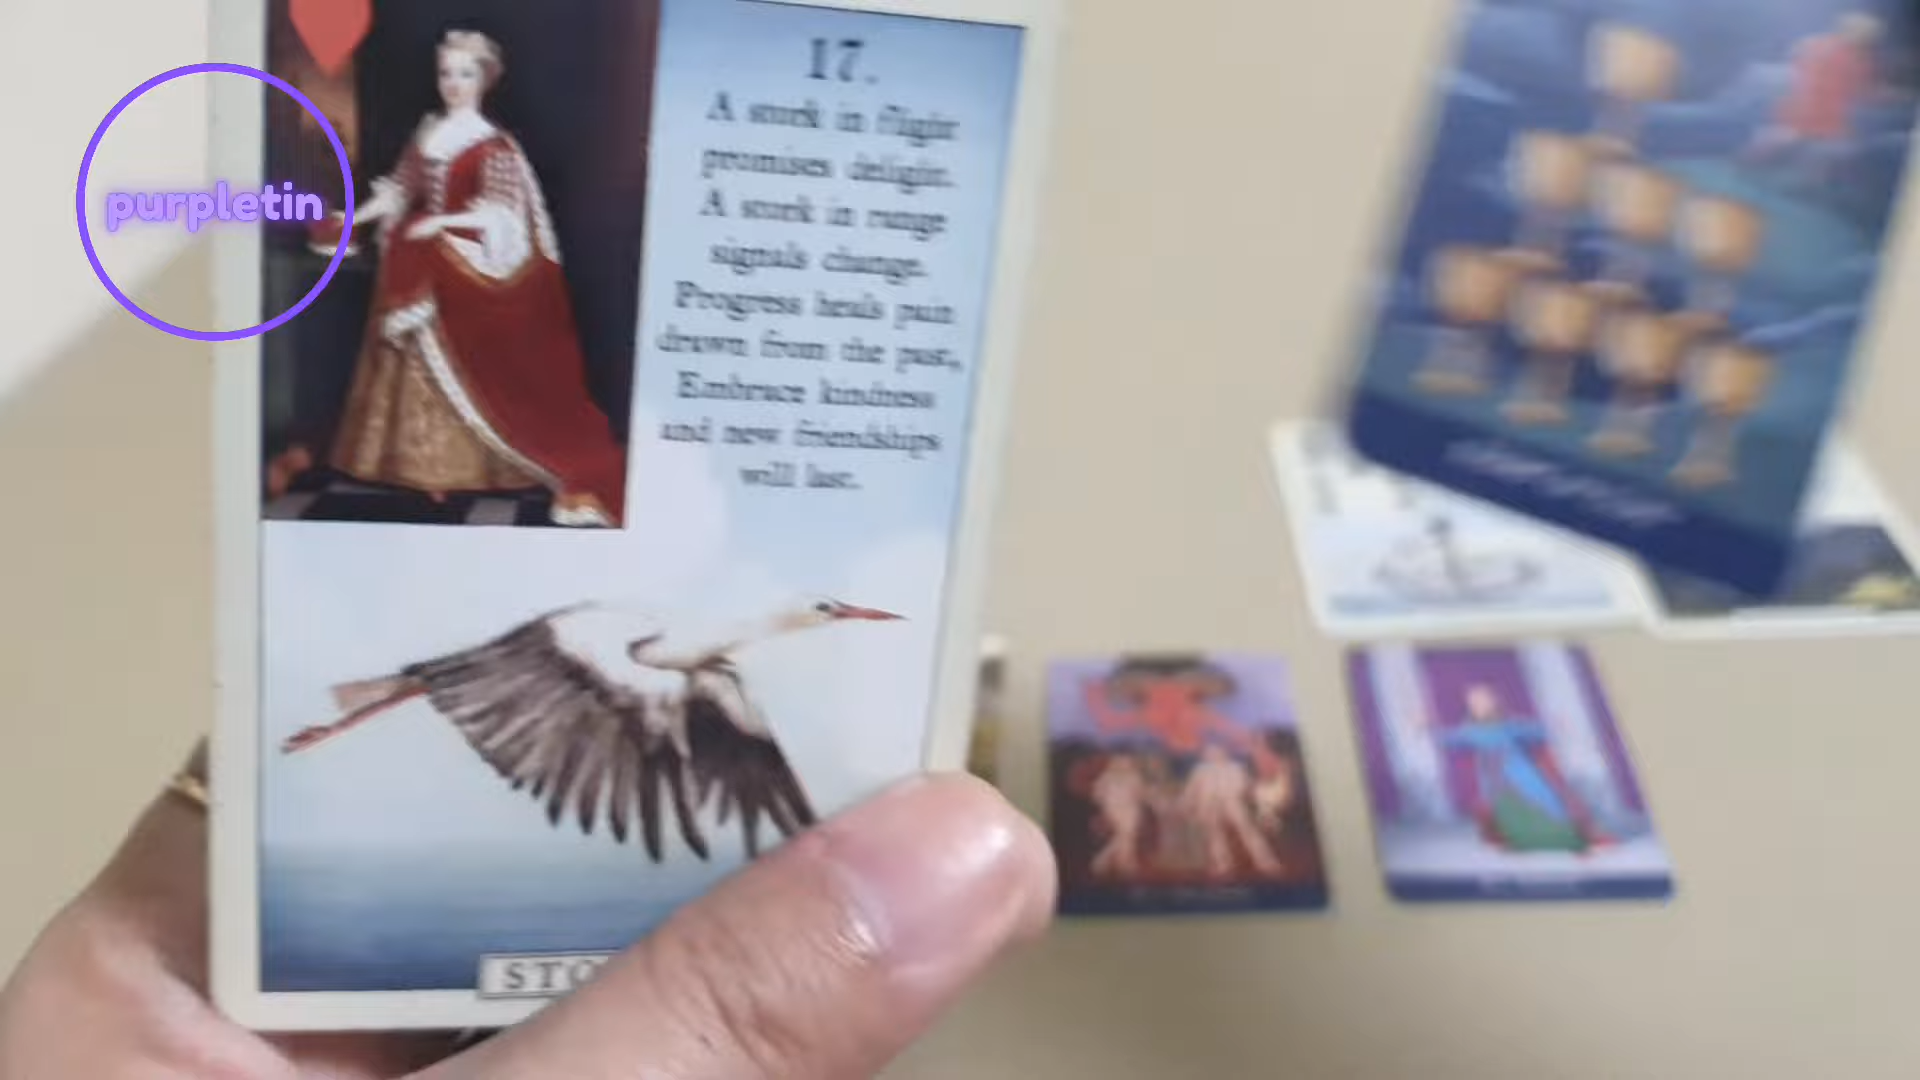 purpletin
17.
A stork in flight
promises delight.
A stork in range
signals change.
Progress heals pain
drawn from the past,
Embrace kindness
and new friendships
will last.
STO